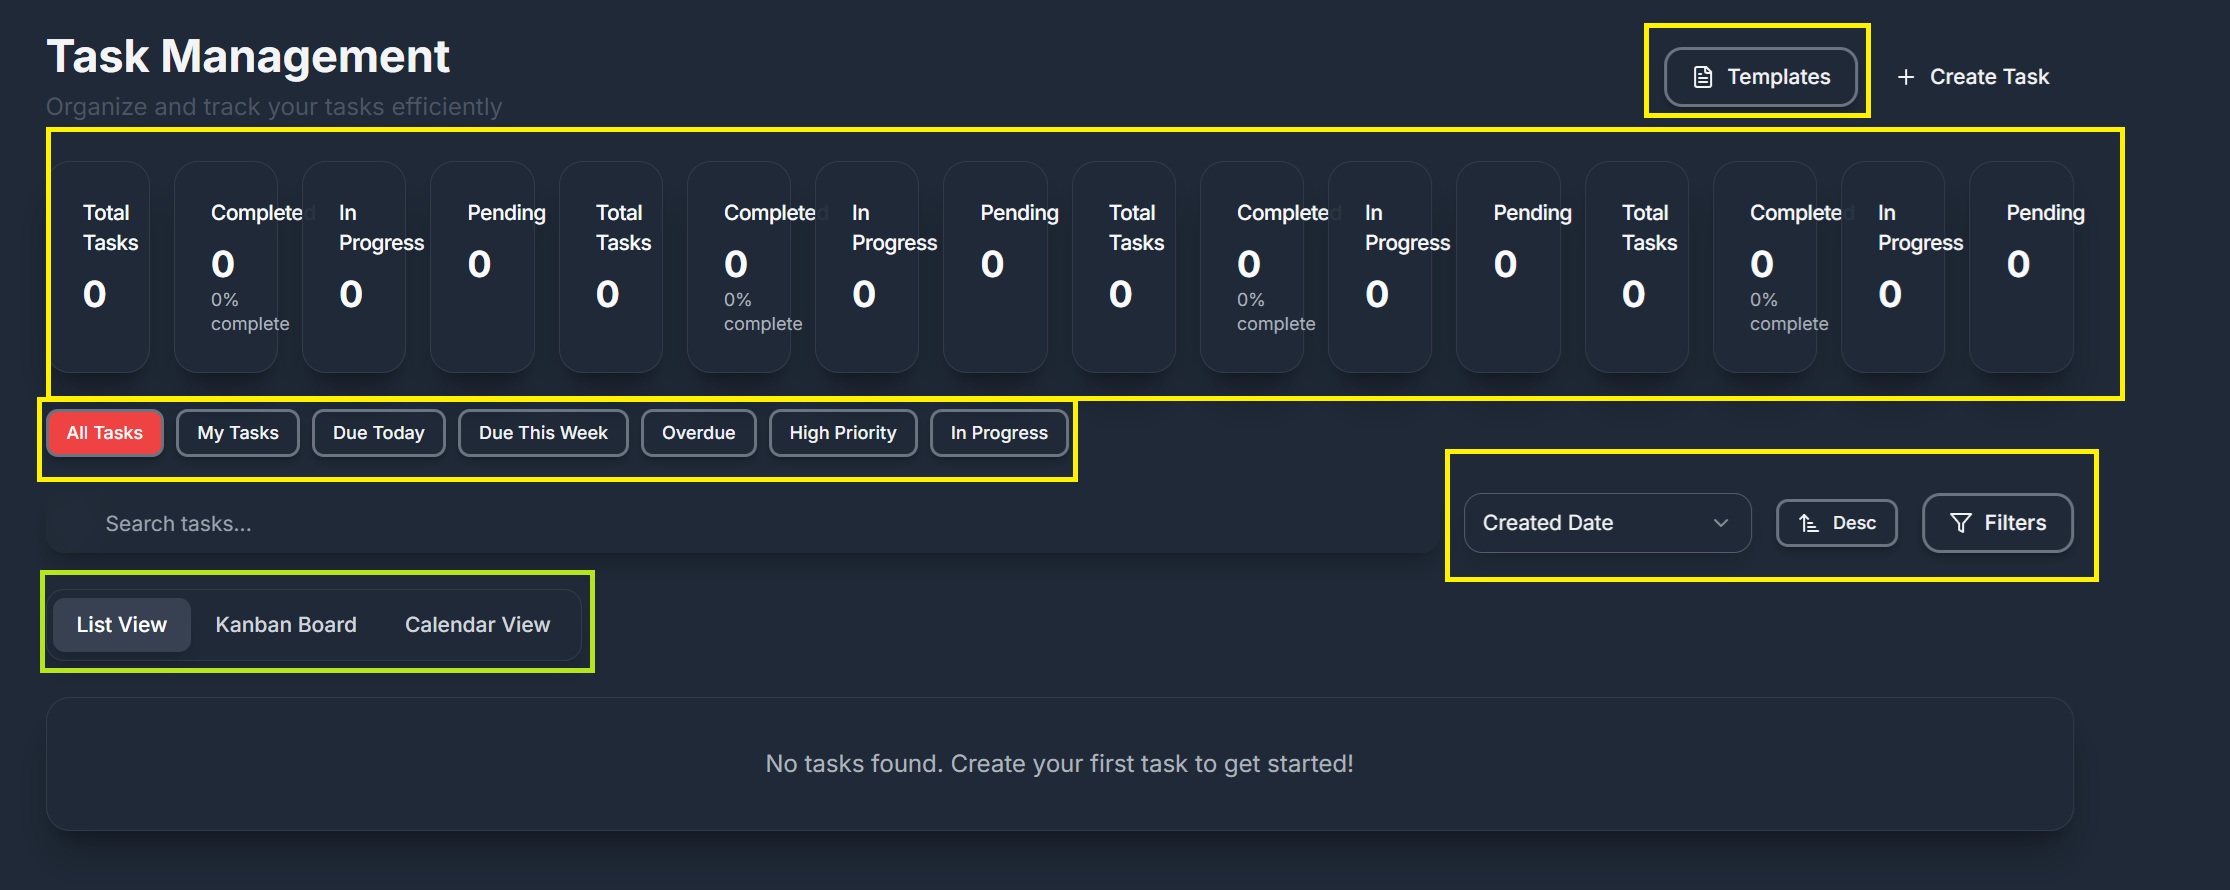 Task Management
Organize and track your tasks efficiently
Templates
Create Task
Total Tasks
0
Completed
0
0% complete
In Progress
0
Pending
0
Total Tasks
0
Completed
0
0% complete
In Progress
0
Pending
0
Total Tasks
0
Completed
0
0% complete
In Progress
0
Pending
0
Total Tasks
0
Completed
0
0% complete
In Progress
0
Pending
0
All Tasks
My Tasks
Due Today
Due This Week
Overdue
High Priority
In Progress
Search tasks...
Created Date
Desc
Filters
List View
Kanban Board
Calendar View
No tasks found. Create your first task to get started!